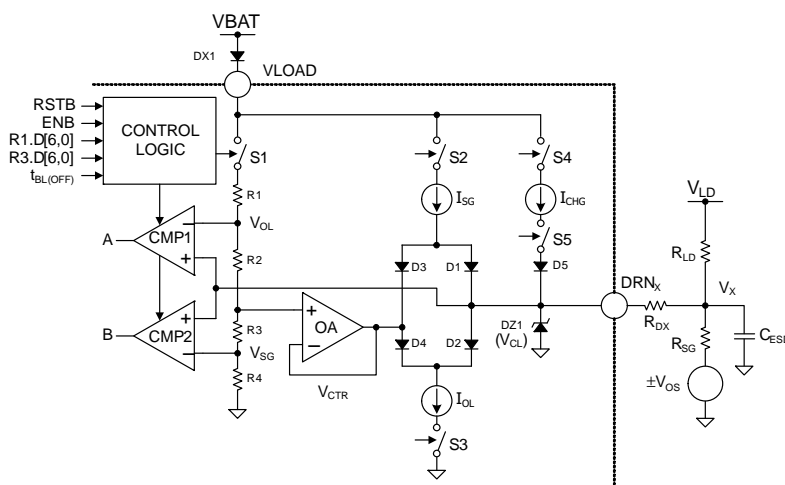 VBAT
DX1
VLOAD
RSTB
ENB
R1.D[6,0]
R3.D[6,0]
tBL(OFF)
CONTROL
LOGIC
S1
S2
S4
R1
ISG
ICHG
S5
VLD
A
CMP1
VOL
R2
D3
D1
D5
DRNX
RLD
VX
B
CMP2
OA
R3
VSG
R4
D4
D2
DZ1
(VCL)
RDX
RSG
CESD
VCTR
IOL
±VOS
S3